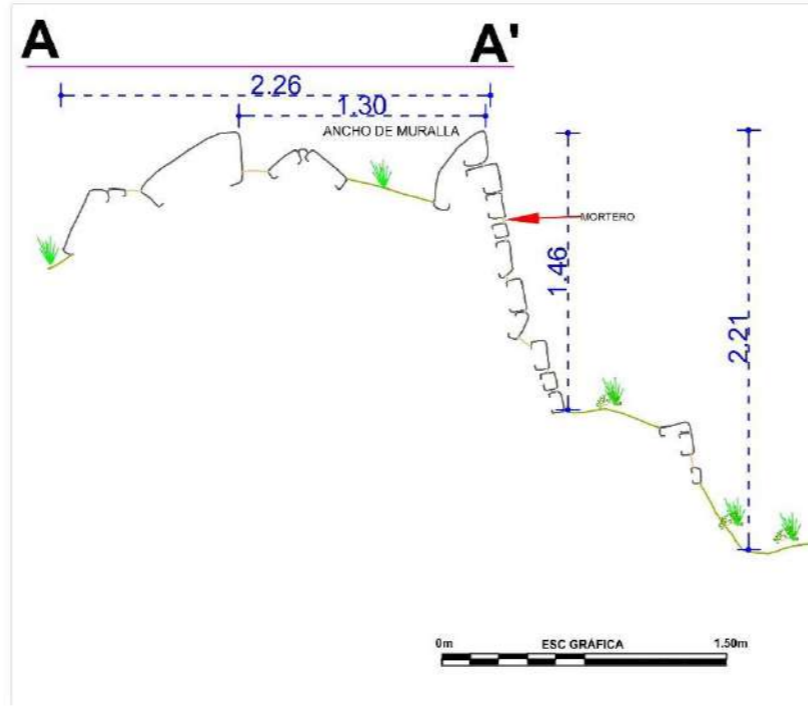 A A'
2.26
1.30
ANCHO DE MURALLA
MORTERO
1.46
2.21
0m ESC GRÁFICA 1.50m